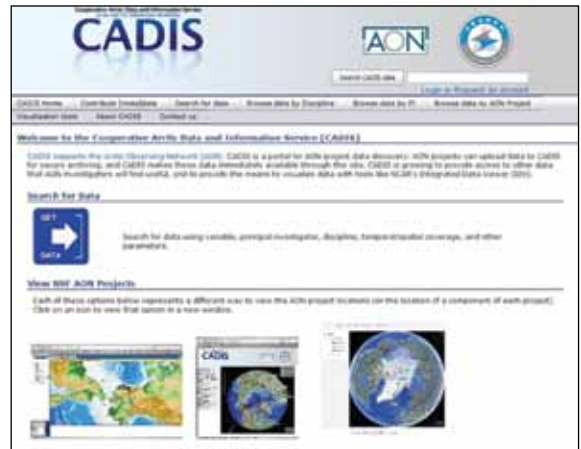 Cooperative Arctic Data and Information Service
CADIS
AON
Search CADIS data
Login or Request an account
CADIS Home Contribute Data&Meta Search for data Browse data by Discipline Browse data by PI Browse data by AON Project
Visualization tools About CADIS Contact us
Welcome to the Cooperative Arctic Data and Information Service (CADIS)
CADIS supports the Arctic Observing Network (AON). CADIS is a portal for AON project data discovery. AON projects can upload data to CADIS
for secure archiving, and CADIS makes these data immediately available through this site. CADIS is growing to provide access to other data
that AON investigators will find useful, and to provide the means to visualize data with tools like NCAR's Integrated Data Viewer (IDV).
Search for Data
GET
DATA
Search for data using variable, principal investigator, discipline, temporal/spatial coverage, and other
parameters.
View NSF AON Projects
Each of these options below represents a different way to view the AON project locations (or the location of a component of each project).
Click on an icon to view that option in a new window.
CADIS